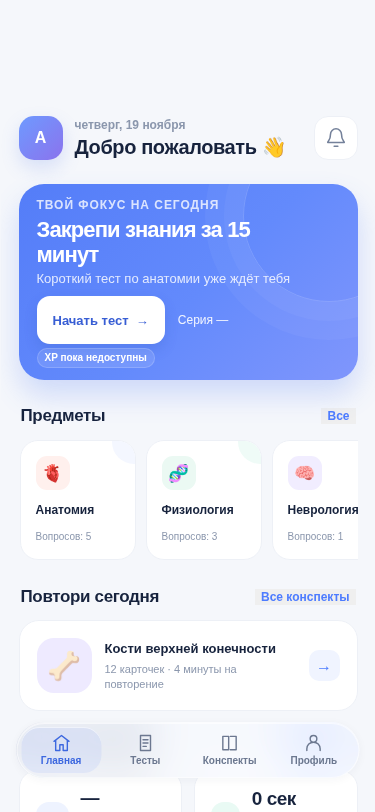 А
четверг, 19 ноября
Добро пожаловать 👋
ТВОЙ ФОКУС НА СЕГОДНЯ
Закрепи знания за 15
минут
Короткий тест по анатомии уже ждёт тебя
Начать тест →
Серия —
XP пока недоступны
Предметы
Все
Анатомия
Физиология
Неврология
Вопросов: 5
Вопросов: 3
Вопросов: 1
Повтори сегодня
Все конспекты
Кости верхней конечности
12 карточек · 4 минуты на
повторение
→
Главная
Тесты
Конспекты
Профиль
—
0 сек